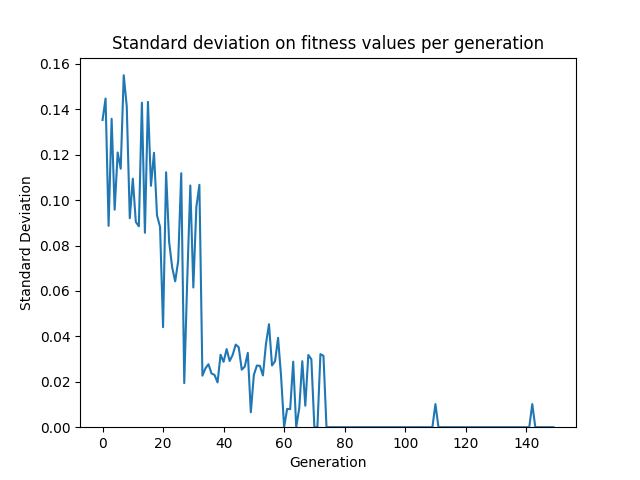 Standard deviation on fitness values per generation
0.16
0.14
0.12
0.10
0.08
0.06
0.04
0.02
0.00
Standard Deviation
0 20 40 60 80 100 120 140
Generation